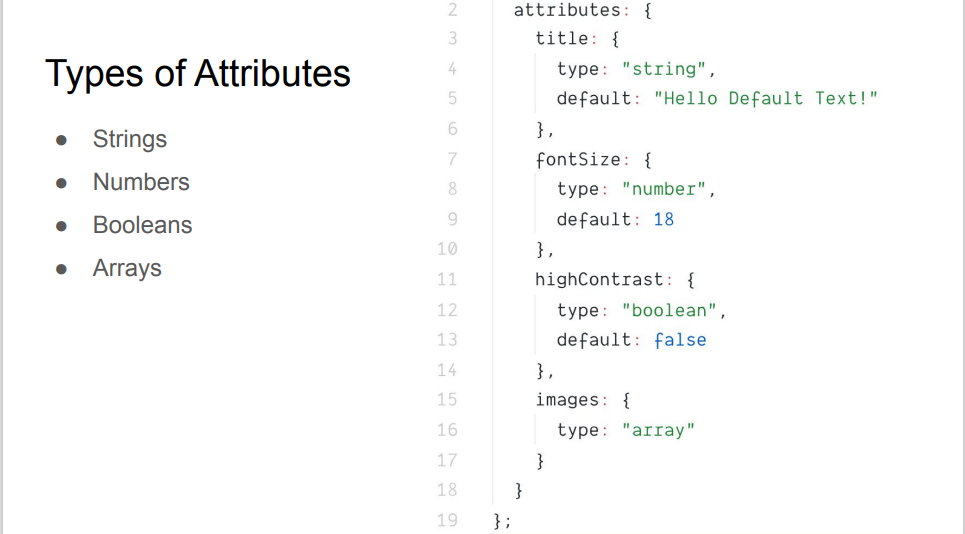 Types of Attributes
● Strings
● Numbers
● Booleans
● Arrays
2 attributes: {
3 title: {
4 type: "string",
5 default: "Hello Default Text!"
6 },
7 fontSize: {
8 type: "number",
9 default: 18
10 },
11 highContrast: {
12 type: "boolean",
13 default: false
14 },
15 images: {
16 type: "array"
17 }
18 }
19 };